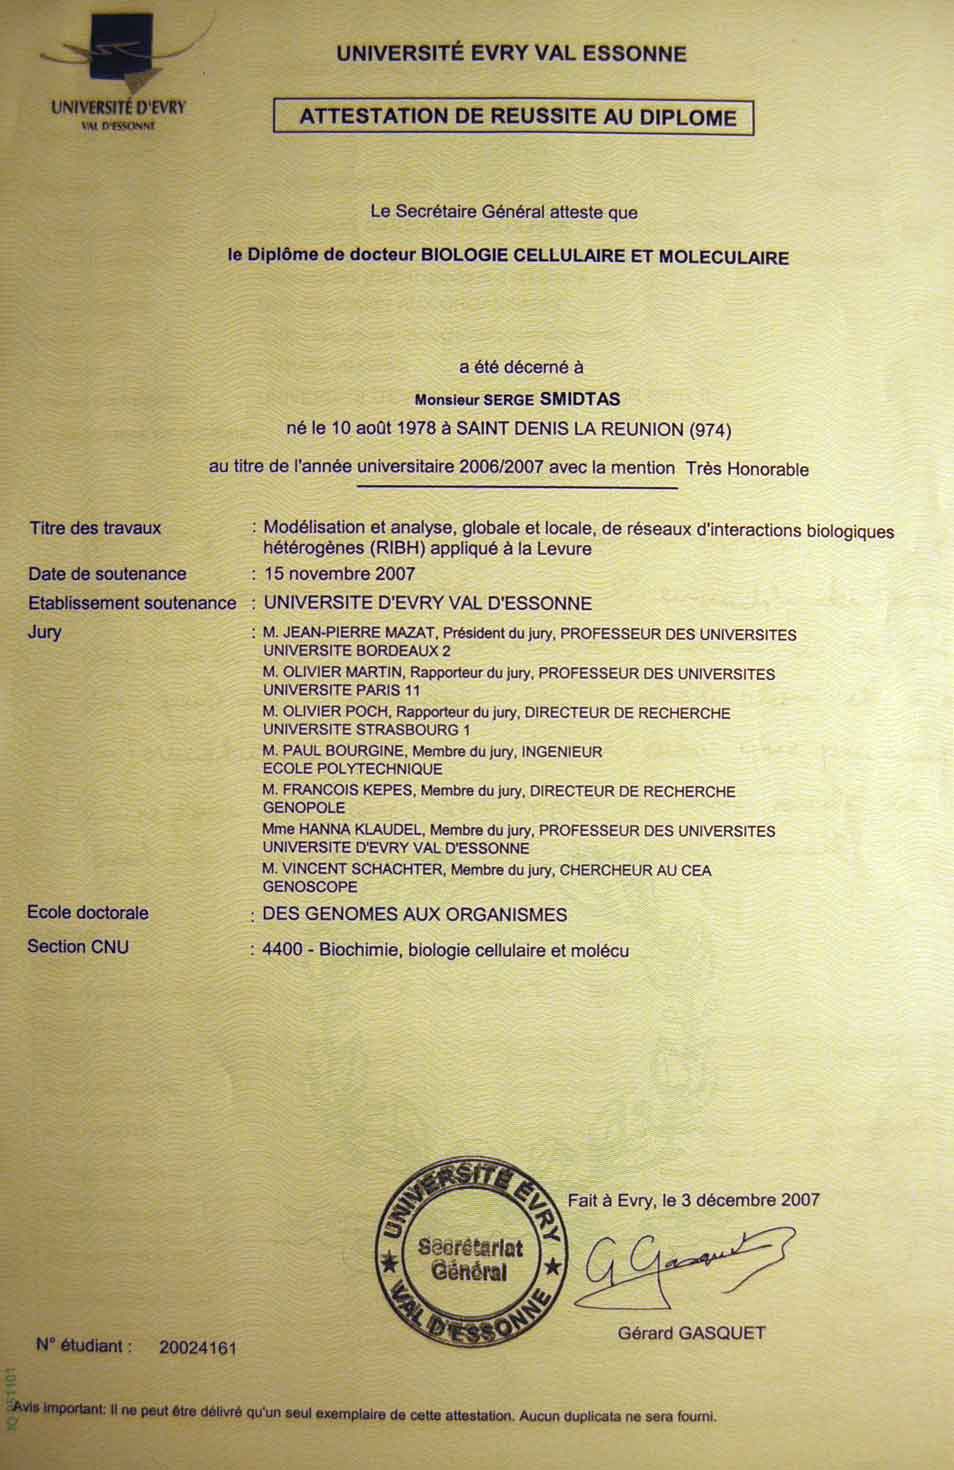 UNIVERSITÉ D'EVRY
VAL D'ESSONNE
UNIVERSITÉ EVRY VAL ESSONNE
ATTESTATION DE REUSSITE AU DIPLOME
Le Secrétaire Général atteste que
le Diplôme de docteur BIOLOGIE CELLULAIRE ET MOLECULAIRE
a été décerné à
Monsieur SERGE SMIDTAS
né le 10 août 1978 à SAINT DENIS LA REUNION (974)
au titre de l'année universitaire 2006/2007 avec la mention Très Honorable
Titre des travaux : Modélisation et analyse, globale et locale, de réseaux d'interactions biologiques
hétérogènes (RIBH) appliqué à la Levure
Date de soutenance : 15 novembre 2007
Etablissement soutenance : UNIVERSITE D'EVRY VAL D'ESSONNE
Jury : M. JEAN-PIERRE MAZAT, Président du jury, PROFESSEUR DES UNIVERSITES
UNIVERSITE BORDEAUX 2
M. OLIVIER MARTIN, Rapporteur du jury, PROFESSEUR DES UNIVERSITES
UNIVERSITE PARIS 11
M. OLIVIER POCH, Rapporteur du jury, DIRECTEUR DE RECHERCHE
UNIVERSITE STRASBOURG 1
M. PAUL BOURGINE, Membre du jury, INGENIEUR
ECOLE POLYTECHNIQUE
M. FRANCOIS KEPES, Membre du jury, DIRECTEUR DE RECHERCHE
GENOPOLE
Mme HANNA KLAUDEL, Membre du jury, PROFESSEUR DES UNIVERSITES
UNIVERSITE D'EVRY VAL D'ESSONNE
M. VINCENT SCHACHTER, Membre du jury, CHERCHEUR AU CEA
GENOSCOPE
Ecole doctorale : DES GENOMES AUX ORGANISMES
Section CNU : 4400 - Biochimie, biologie cellulaire et molécu
UNIVERSITÉ ÉVRY
Secrétariat
Général
VAL D'ESSONNE
Fait à Evry, le 3 décembre 2007
G Gasquet
Gérard GASQUET
N° étudiant : 20024161
Avis important: Il ne peut être délivré qu'un seul exemplaire de cette attestation. Aucun duplicata ne sera fourni.